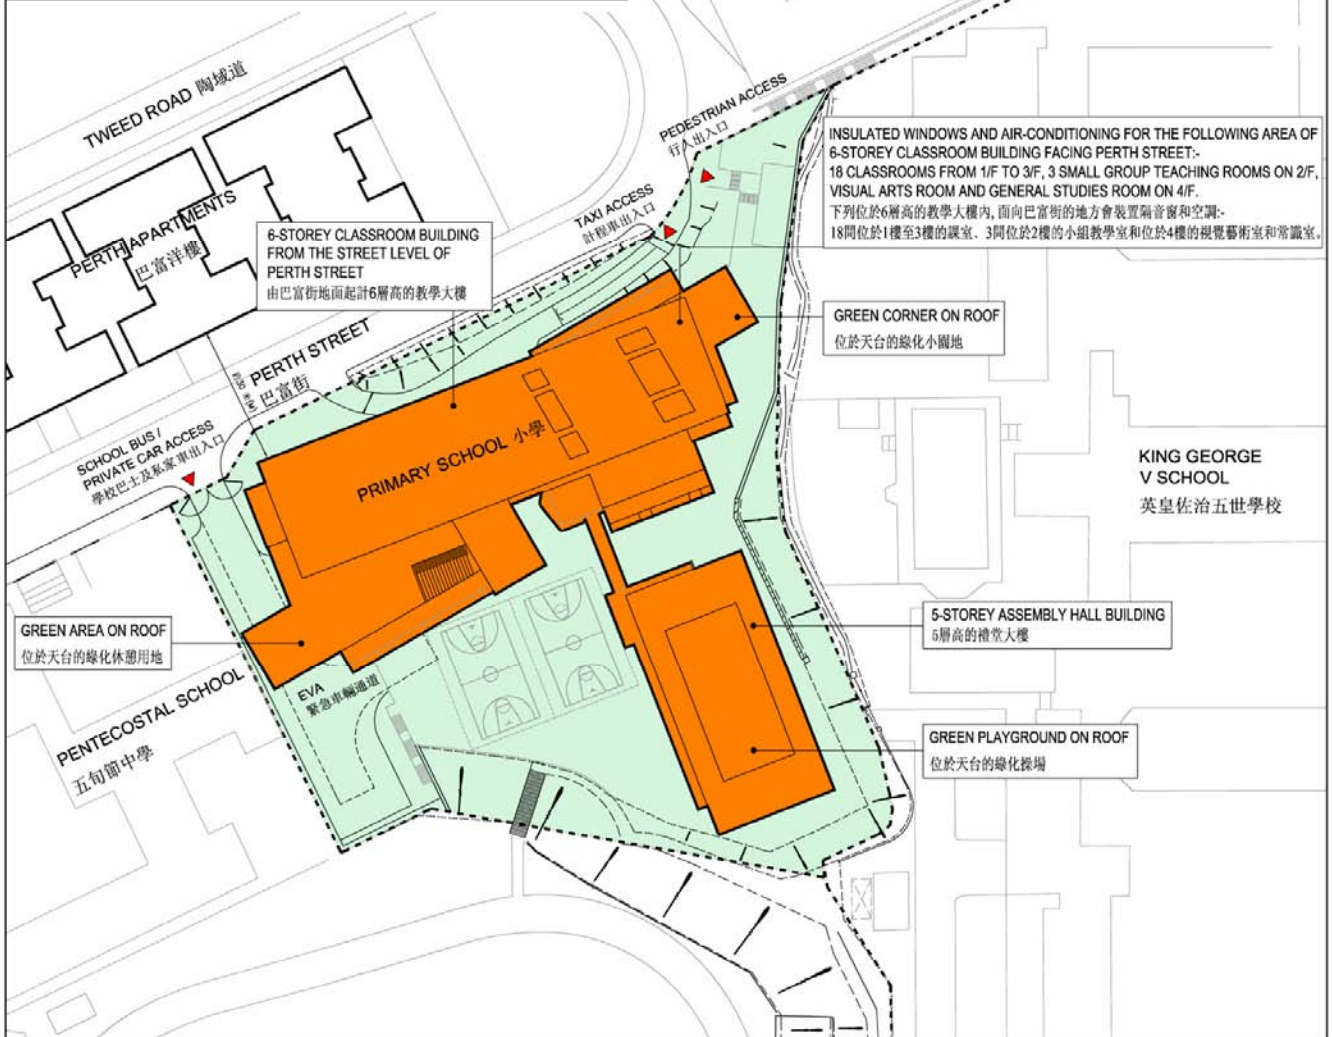 TWEED ROAD 陶域道
PERTH APARTMENTS
巴富洋樓
PEDESTRIAN ACCESS
行人出入口
TAXI ACCESS
計程車出入口
INSULATED WINDOWS AND AIR-CONDITIONING FOR THE FOLLOWING AREA OF
6-STOREY CLASSROOM BUILDING FACING PERTH STREET:-
18 CLASSROOMS FROM 1/F TO 3/F, 3 SMALL GROUP TEACHING ROOMS ON 2/F,
VISUAL ARTS ROOM AND GENERAL STUDIES ROOM ON 4/F.
下列位於6層高的教學大樓內, 面向巴富街的地方會裝置隔音窗和空調:-
18間位於1樓至3樓的課室、3間位於2樓的小組教學室和位於4樓的視覺藝術室和常識室。
6-STOREY CLASSROOM BUILDING
FROM THE STREET LEVEL OF
PERTH STREET
由巴富街地面起計6層高的教學大樓
GREEN CORNER ON ROOF
位於天台的綠化小園地
PERTH STREET
巴富街
SCHOOL BUS /
PRIVATE CAR ACCESS
學校巴士及私家車出入口
PRIMARY SCHOOL 小學
KING GEORGE
V SCHOOL
英皇佐治五世學校
GREEN AREA ON ROOF
位於天台的綠化休憩用地
5-STOREY ASSEMBLY HALL BUILDING
5層高的禮堂大樓
EVA
緊急車輛通道
PENTECOSTAL SCHOOL
五旬節中學
GREEN PLAYGROUND ON ROOF
位於天台的綠化操場